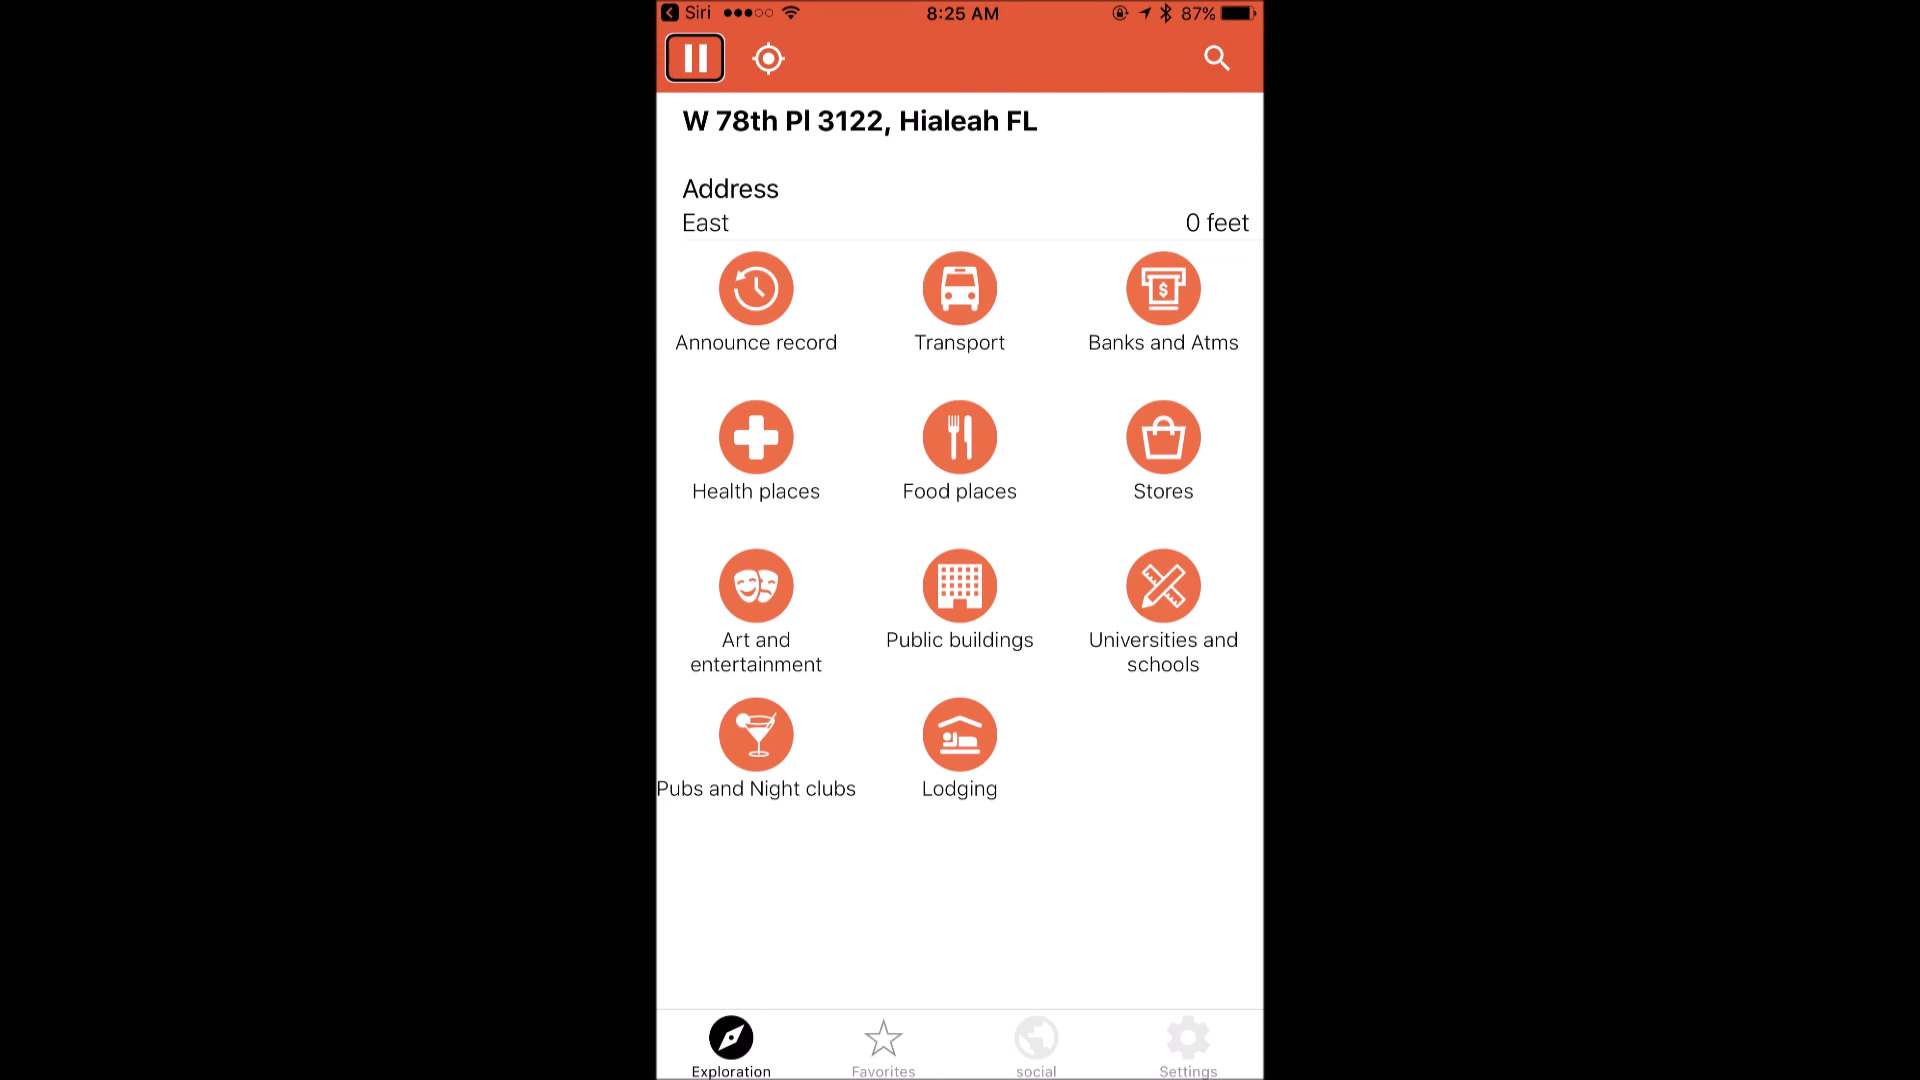 Siri 8:25 AM 87%
W 78th Pl 3122, Hialeah FL
Address
East 0 feet
Announce record Transport Banks and Atms
$
Health places Food places Stores
Art and entertainment Public buildings Universities and schools
Pubs and Night clubs Lodging
Exploration Favorites social Settings